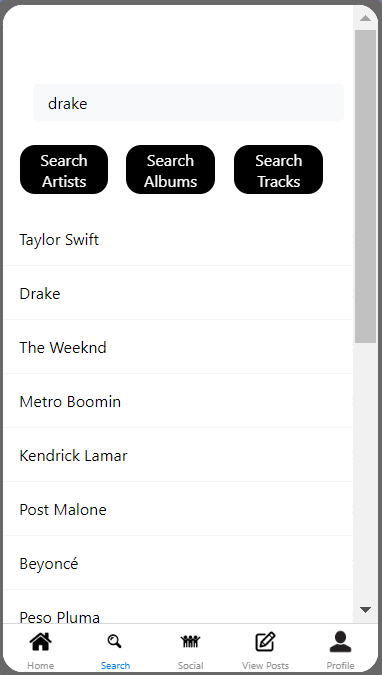 drake
Search
Artists
Search
Albums
Search
Tracks
Taylor Swift
Drake
The Weeknd
Metro Boomin
Kendrick Lamar
Post Malone
Beyoncé
Peso Pluma
Home
Search
Social
View Posts
Profile